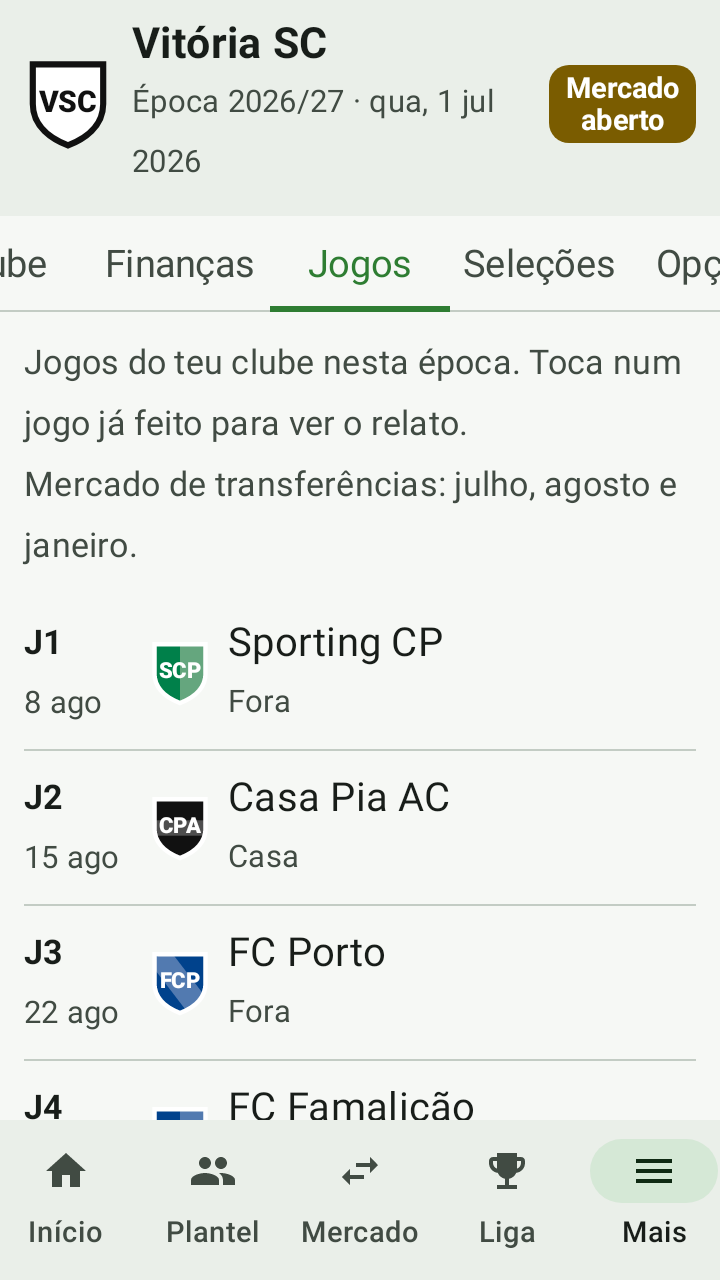 VSC
Vitória SC
Época 2026/27 · qua, 1 jul
2026
Mercado
aberto
ube
Finanças
Jogos
Seleções
Opç
Jogos do teu clube nesta época. Toca num
jogo já feito para ver o relato.
Mercado de transferências: julho, agosto e
janeiro.
J1
8 ago
SCP
Sporting CP
Fora
J2
15 ago
CPA
Casa Pia AC
Casa
J3
22 ago
FCP
FC Porto
Fora
J4
FC Famalicão
Início
Plantel
Mercado
Liga
Mais